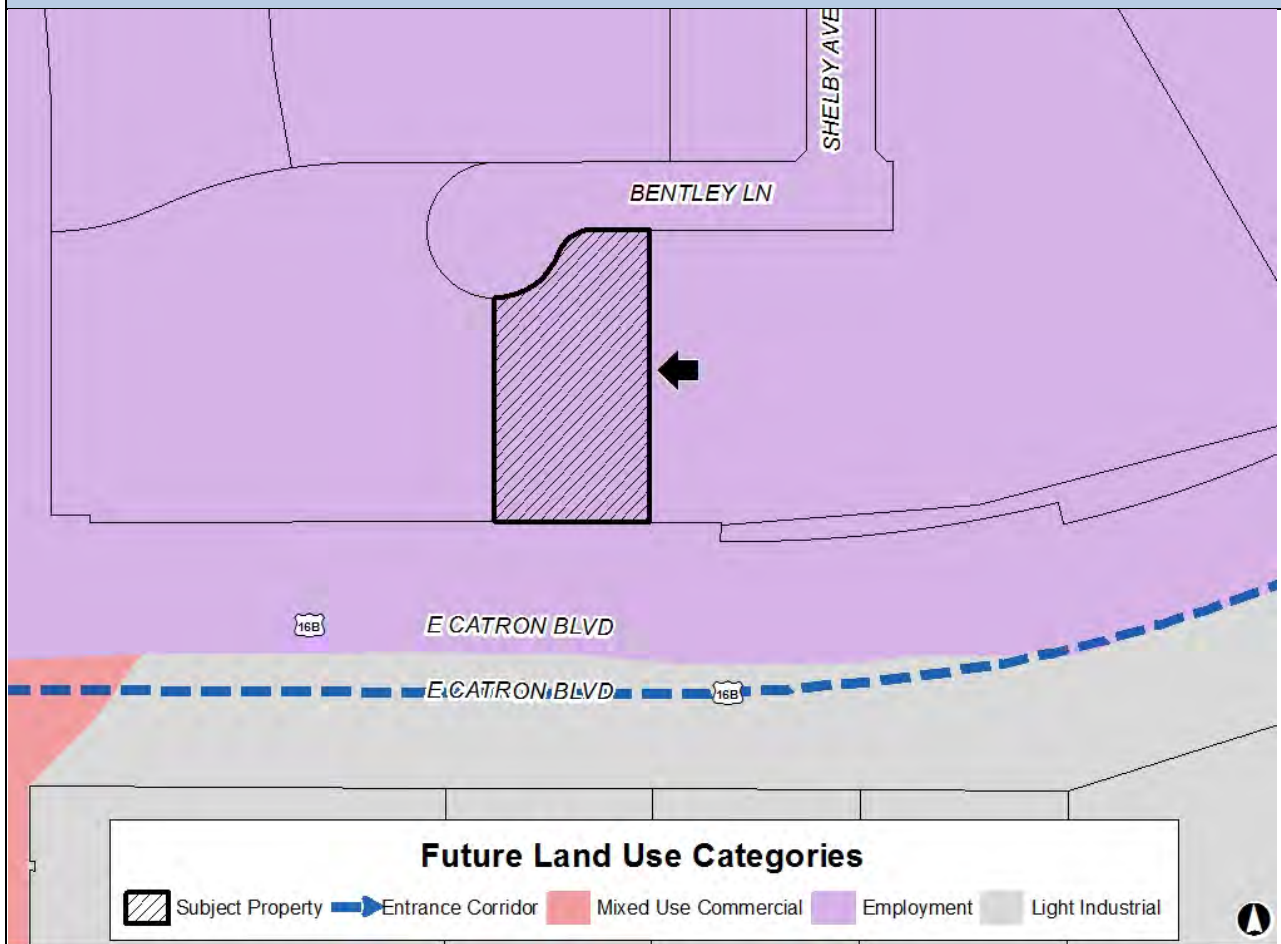 SHELBY AVE
BENTLEY LN
16B
E CATRON BLVD
E CATRON BLVD
16B
Future Land Use Categories
Subject Property
Entrance Corridor
Mixed Use Commercial
Employment
Light Industrial